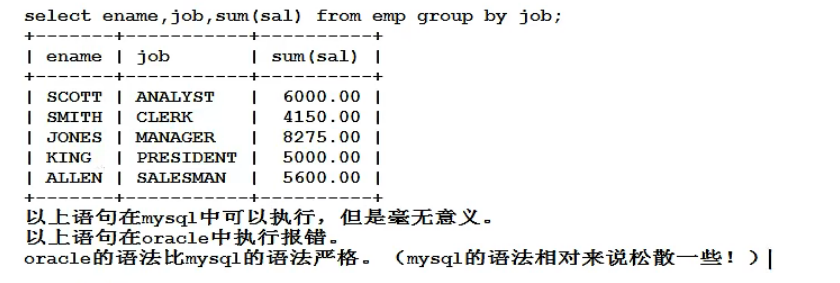 select ename,job,sum(sal) from emp group by job;
+-------+-----------+----------+
| ename | job       | sum(sal) |
+-------+-----------+----------+
| SCOTT | ANALYST   |  6000.00 |
| SMITH | CLERK     |  4150.00 |
| JONES | MANAGER   |  8275.00 |
| KING  | PRESIDENT |  5000.00 |
| ALLEN | SALESMAN  |  5600.00 |
+-------+-----------+----------+
以上语句在mysql中可以执行，但是毫无意义。
以上语句在oracle中执行报错。
oracle的语法比mysql的语法严格。（mysql的语法相对来说松散一些！）